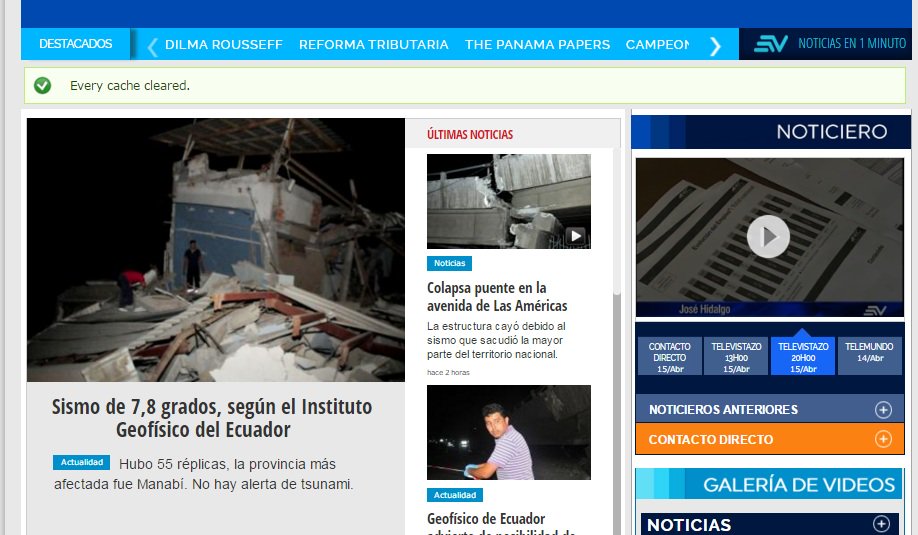 DESTACADOS
DILMA ROUSSEFF REFORMA TRIBUTARIA THE PANAMA PAPERS CAMPEON
NOTICIAS EN 1 MINUTO
Every cache cleared.
Sismo de 7,8 grados, según el Instituto
Geofísico del Ecuador
Actualidad Hubo 55 réplicas, la provincia más
afectada fue Manabí. No hay alerta de tsunami.
ÚLTIMAS NOTICIAS
Noticias
Colapsa puente en la
avenida de Las Américas
La estructura cayó debido al
sismo que sacudió la mayor
parte del territorio nacional.
hace 2 horas
Actualidad
Geofísico de Ecuador
advierte de posibilidad de
NOTICIERO
José Hidalgo
CONTACTO
DIRECTO
15/Abr
TELEVISTAZO
13H00
15/Abr
TELEVISTAZO
20H00
15/Abr
TELEMUNDO
14/Abr
NOTICIEROS ANTERIORES
CONTACTO DIRECTO
GALERÍA DE VIDEOS
NOTICIAS